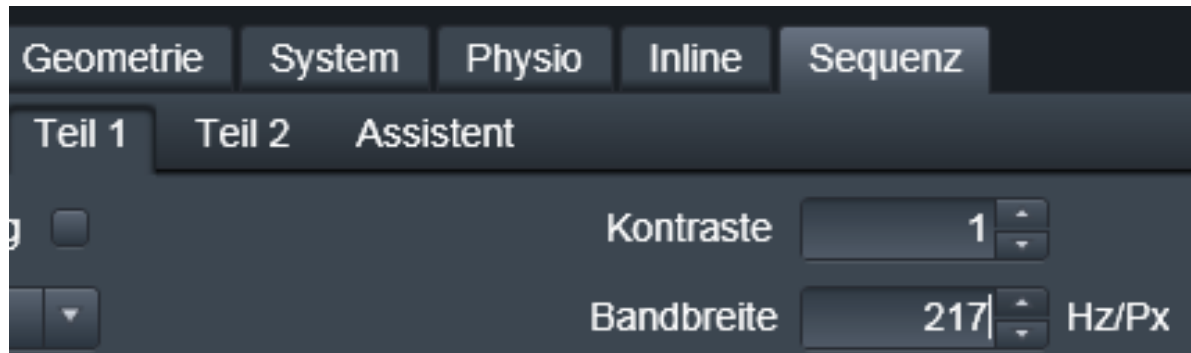 Geometrie System Physio Inline Sequenz
Teil 1 Teil 2 Assistent
g Kontraste 1
Bandbreite 217 Hz/Px